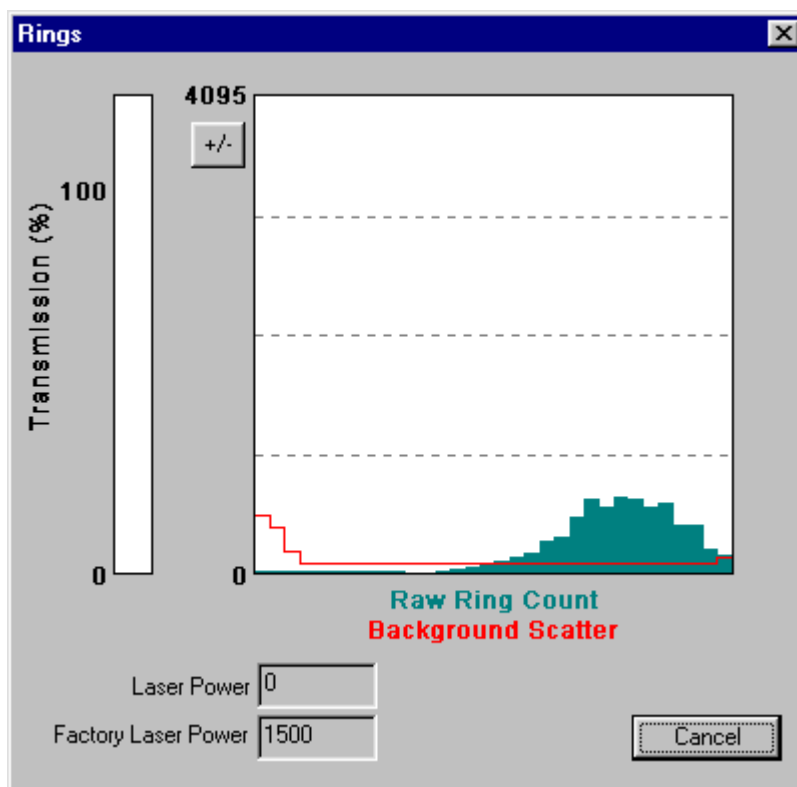 Rings
4095
+/-
100
Transmission (%)
0
0
Raw Ring Count
Background Scatter
Laser Power 0
Factory Laser Power 1500
Cancel